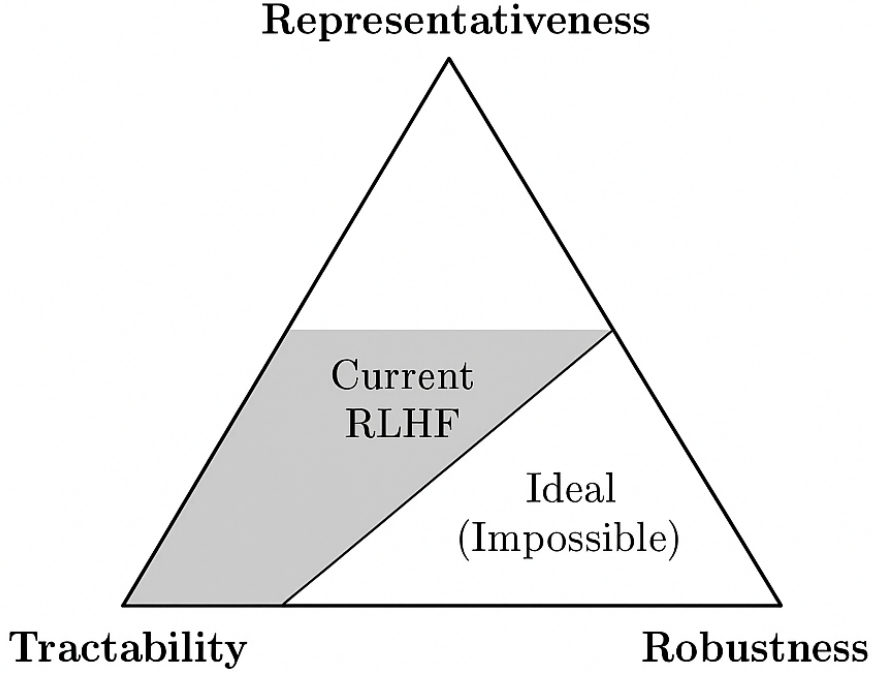 Representativeness
Current
RLHF
Ideal
(Impossible)
Tractability
Robustness